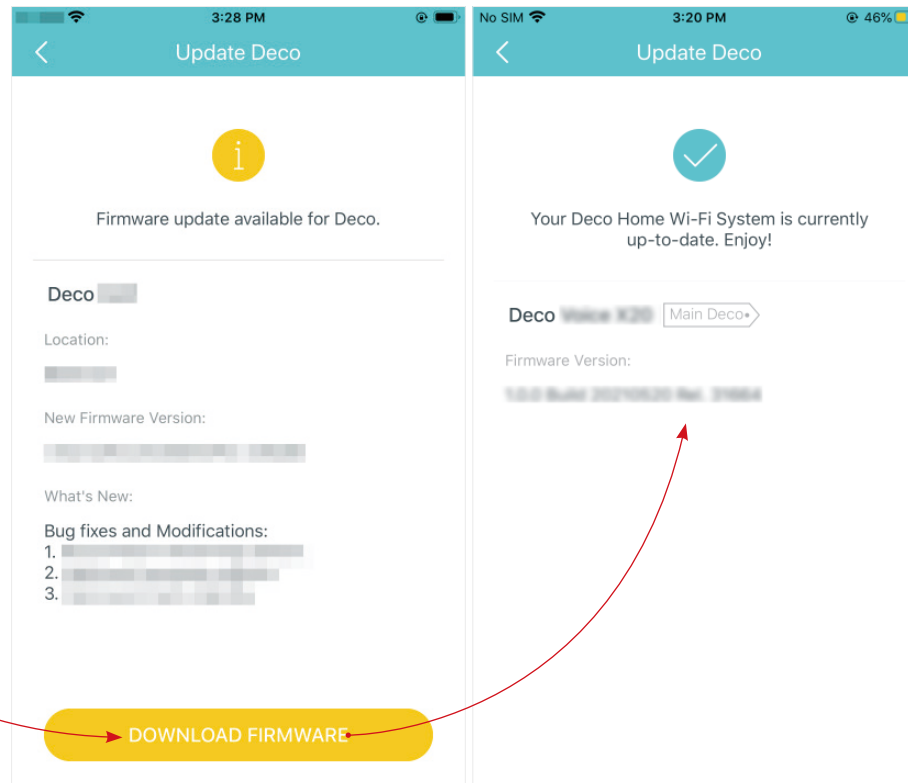 3:28 PM
Update Deco
Firmware update available for Deco.
Deco
Location:
New Firmware Version:
What's New:
Bug fixes and Modifications:
1.
2.
3.
DOWNLOAD FIRMWARE
No SIM 3:20 PM 46%
Update Deco
Your Deco Home Wi-Fi System is currently
up-to-date. Enjoy!
Deco Voice X20 Main Deco
Firmware Version: